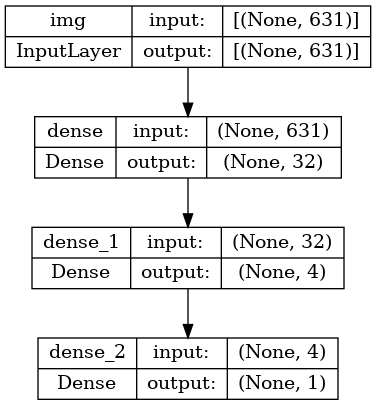 img input: [(None, 631)]
InputLayer output: [(None, 631)]
dense input: (None, 631)
Dense output: (None, 32)
dense_1 input: (None, 32)
Dense output: (None, 4)
dense_2 input: (None, 4)
Dense output: (None, 1)